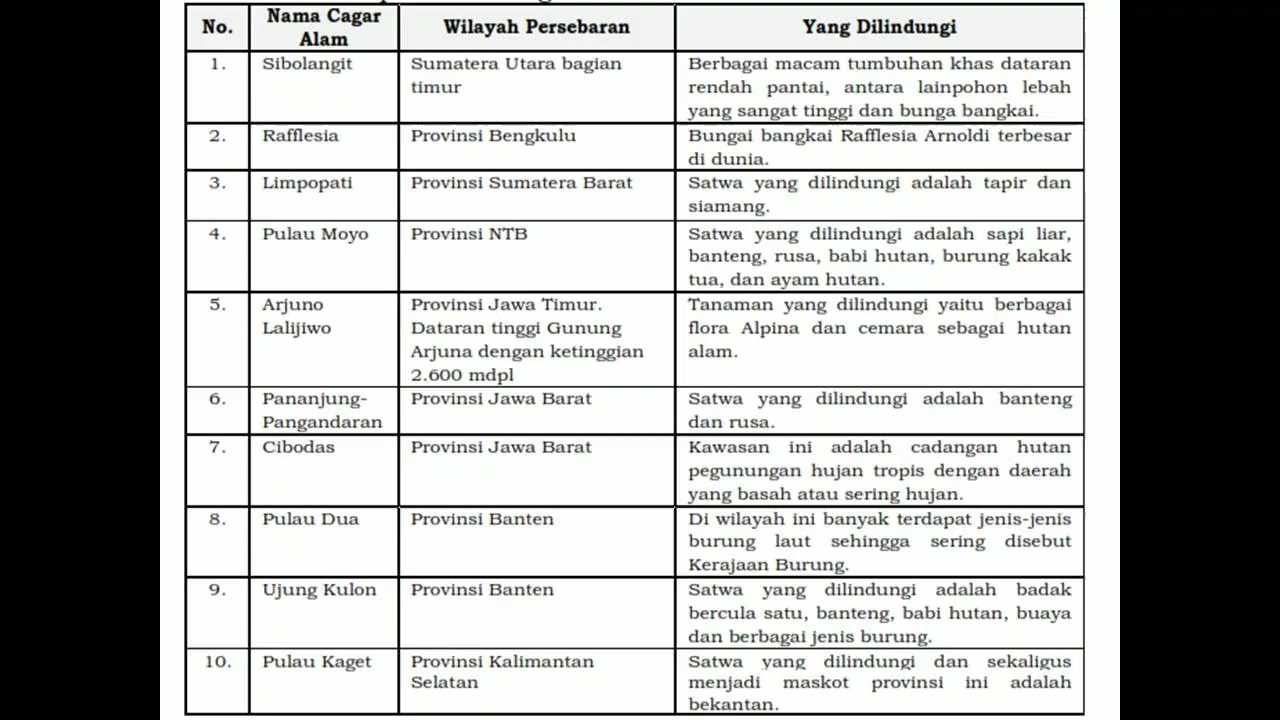 No. Nama Cagar Alam Wilayah Persebaran Yang Dilindungi
1. Sibolangit Sumatera Utara bagian timur Berbagai macam tumbuhan khas dataran
rendah pantai, antara lainpohon lebah
yang sangat tinggi dan bunga bangkai.
2. Rafflesia Provinsi Bengkulu Bungai bangkai Rafflesia Arnoldi terbesar
di dunia.
3. Limpopati Provinsi Sumatera Barat Satwa yang dilindungi adalah tapir dan
siamang.
4. Pulau Moyo Provinsi NTB Satwa yang dilindungi adalah sapi liar,
banteng, rusa, babi hutan, burung kakak
tua, dan ayam hutan.
5. Arjuno Lalijiwo Provinsi Jawa Timur.
Dataran tinggi Gunung
Arjuna dengan ketinggian
2.600 mdpl
Tanaman yang dilindungi yaitu berbagai
flora Alpina dan cemara sebagai hutan
alam.
6. Pananjung-
Pangandaran Provinsi Jawa Barat Satwa yang dilindungi adalah banteng
dan rusa.
7. Cibodas Provinsi Jawa Barat Kawasan ini adalah cadangan hutan
pegunungan hujan tropis dengan daerah
yang basah atau sering hujan.
8. Pulau Dua Provinsi Banten Di wilayah ini banyak terdapat jenis-jenis
burung laut sehingga sering disebut
Kerajaan Burung.
9. Ujung Kulon Provinsi Banten Satwa yang dilindungi adalah badak
bercula satu, banteng, babi hutan, buaya
dan berbagai jenis burung.
10. Pulau Kaget Provinsi Kalimantan
Selatan Satwa yang dilindungi dan sekaligus
menjadi maskot provinsi ini adalah
bekantan.